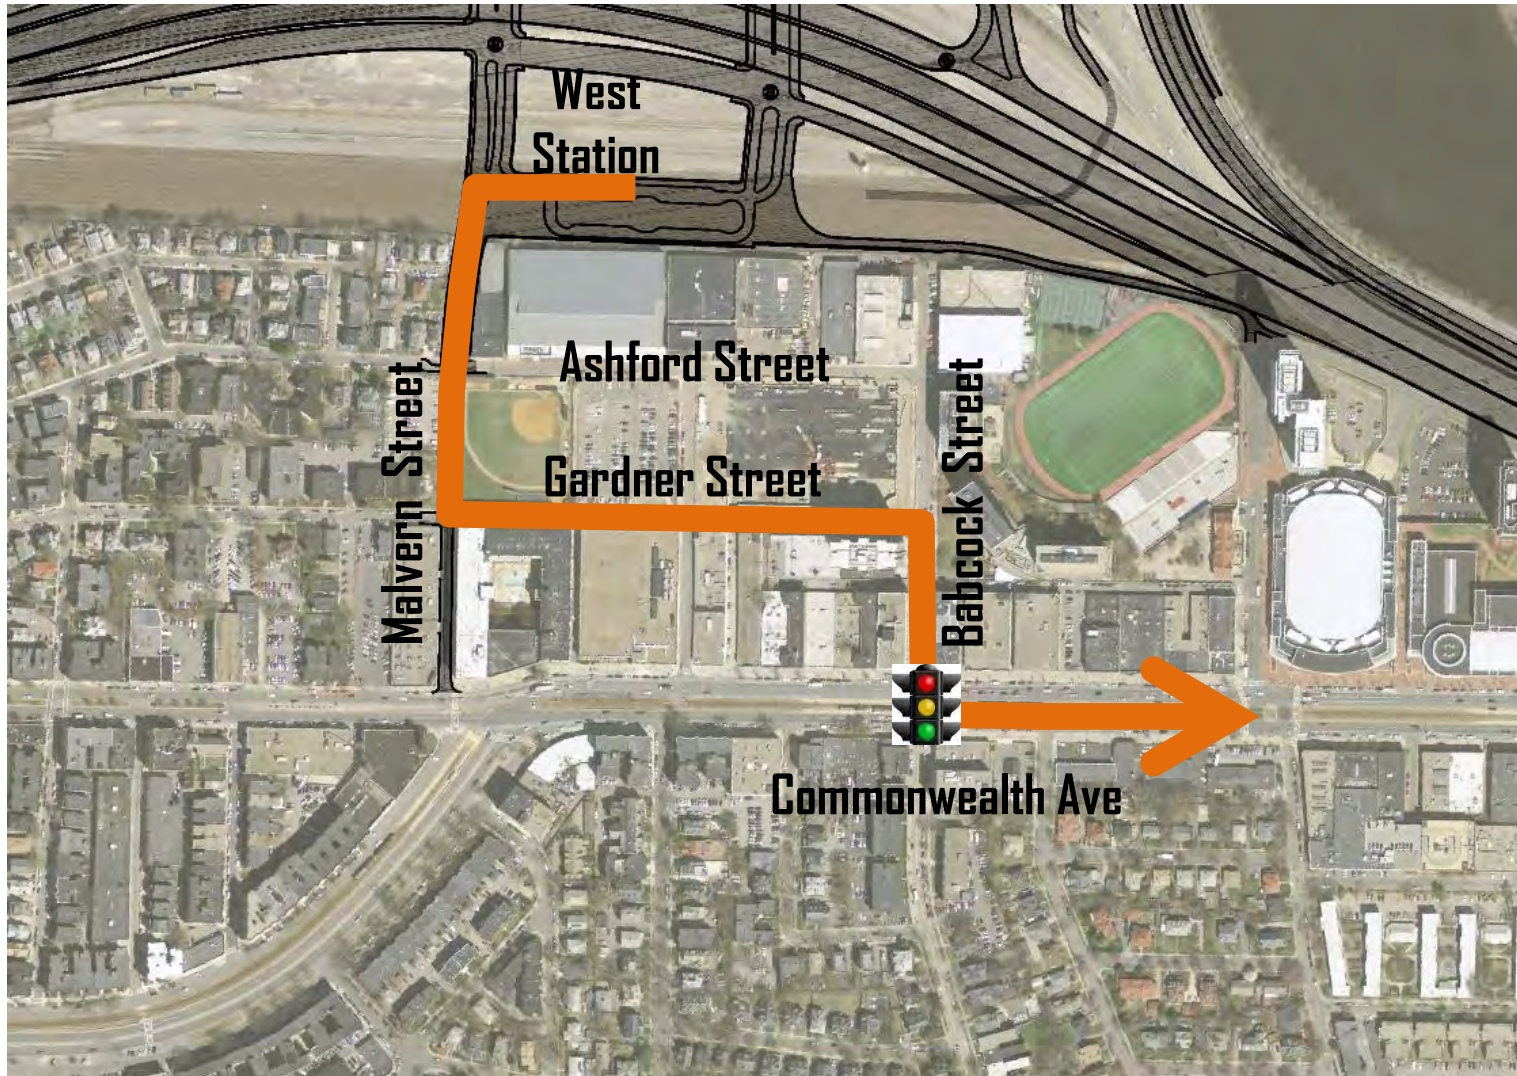 West
Station
Ashford Street
Malvern Street
Gardner Street
Babcock Street
Commonwealth Ave